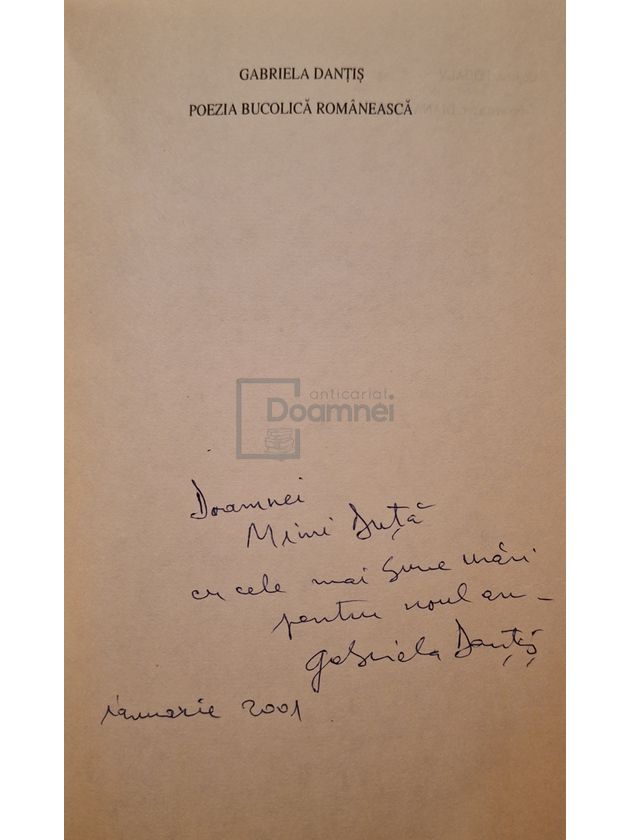 GABRIELA DANȚIȘ
POEZIA BUCOLICĂ ROMÂNEASCĂ
anticariat
Doamnei
Doamnei
Mimi Duță
cu cele mai bune urări
pentru noul an –
Gabriela Danțiș
ianuarie 2001